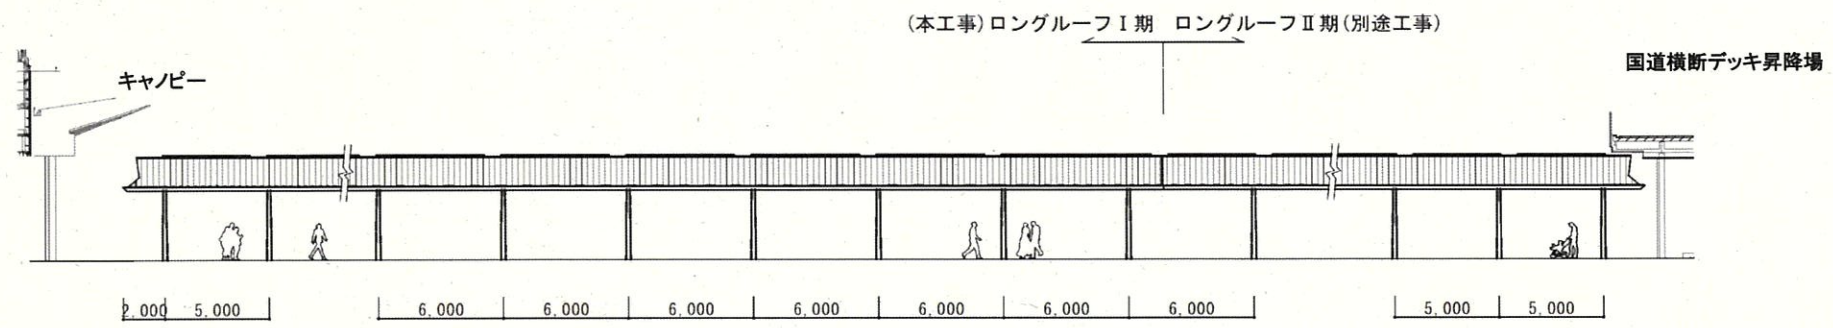 (本工事)ロングルーフⅠ期 ロングルーフⅡ期(別途工事)
国道横断デッキ昇降場
キャノピー
2,000 5,000 6,000 6,000 6,000 6,000 6,000 6,000 6,000 5,000 5,000